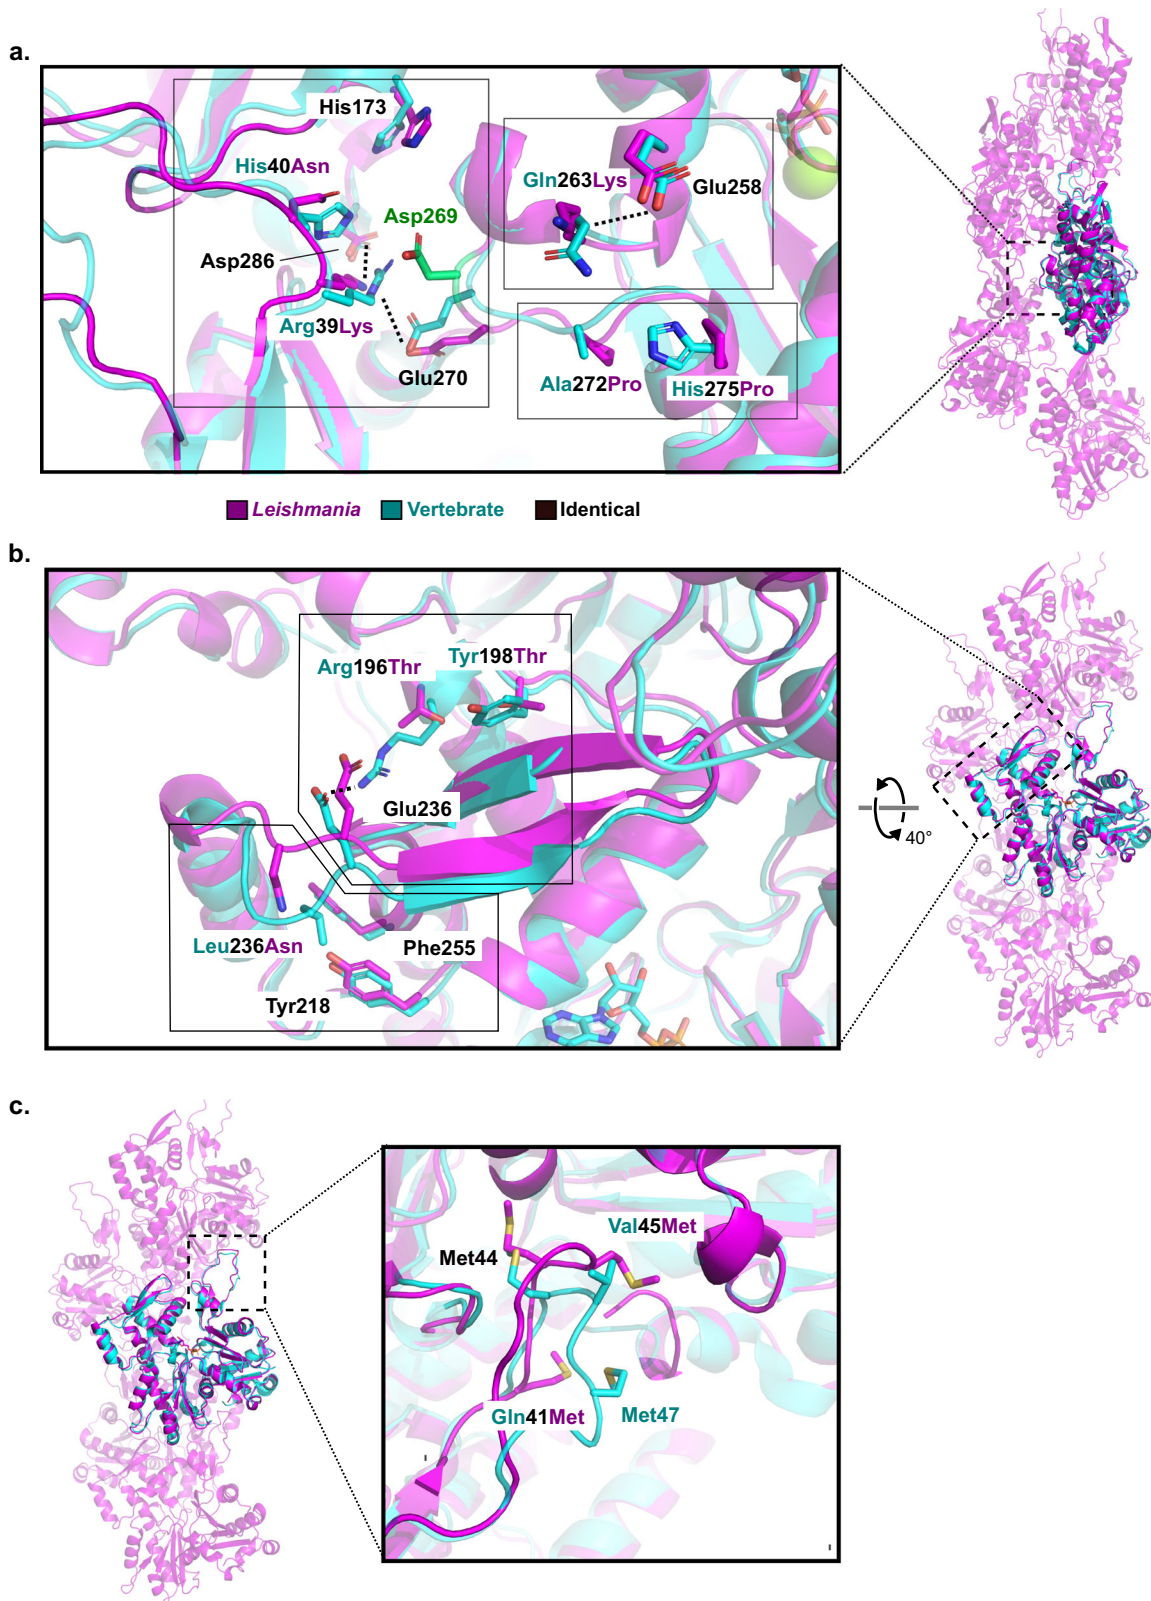 a.
His173
His40Asn
Gln263Lys
Glu258
Asp269
Asp286
Arg39Lys
Glu270
Ala272Pro
His275Pro
Leishmania Vertebrate Identical
b.
Arg196Thr
Tyr198Thr
Glu236
Leu236Asn
Phe255
Tyr218
40°
c.
Val45Met
Met44
Gln41Met
Met47